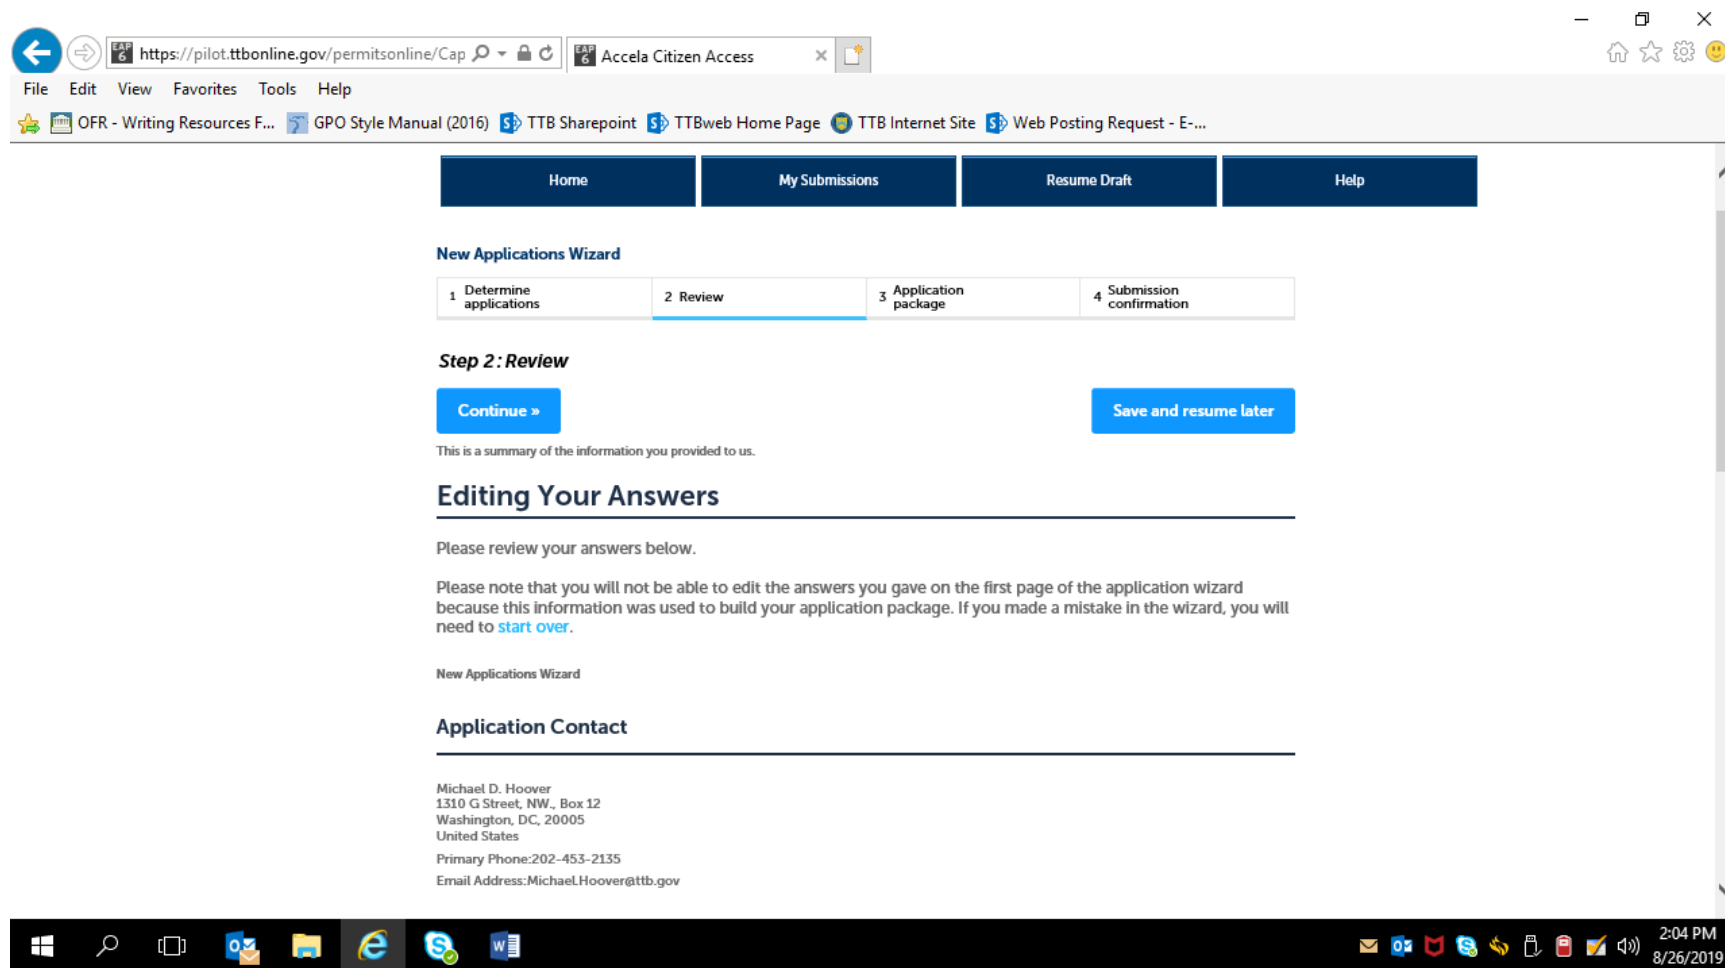 EAP 6 https://pilot.ttbonline.gov/permitsonline/Cap
EAP 6 Accela Citizen Access
File Edit View Favorites Tools Help
OFR - Writing Resources F... GPO Style Manual (2016) TTB Sharepoint TTBweb Home Page TTB Internet Site Web Posting Request - E-...
Home My Submissions Resume Draft Help
New Applications Wizard
1 Determine applications
2 Review
3 Application package
4 Submission confirmation
Step 2: Review
Continue »
Save and resume later
This is a summary of the information you provided to us.
Editing Your Answers
Please review your answers below.
Please note that you will not be able to edit the answers you gave on the first page of the application wizard
because this information was used to build your application package. If you made a mistake in the wizard, you will
need to start over.
New Applications Wizard
Application Contact
Michael D. Hoover
1310 G Street, NW., Box 12
Washington, DC, 20005
United States
Primary Phone:202-453-2135
Email Address:Michael.Hoover@ttb.gov
2:04 PM
8/26/2019